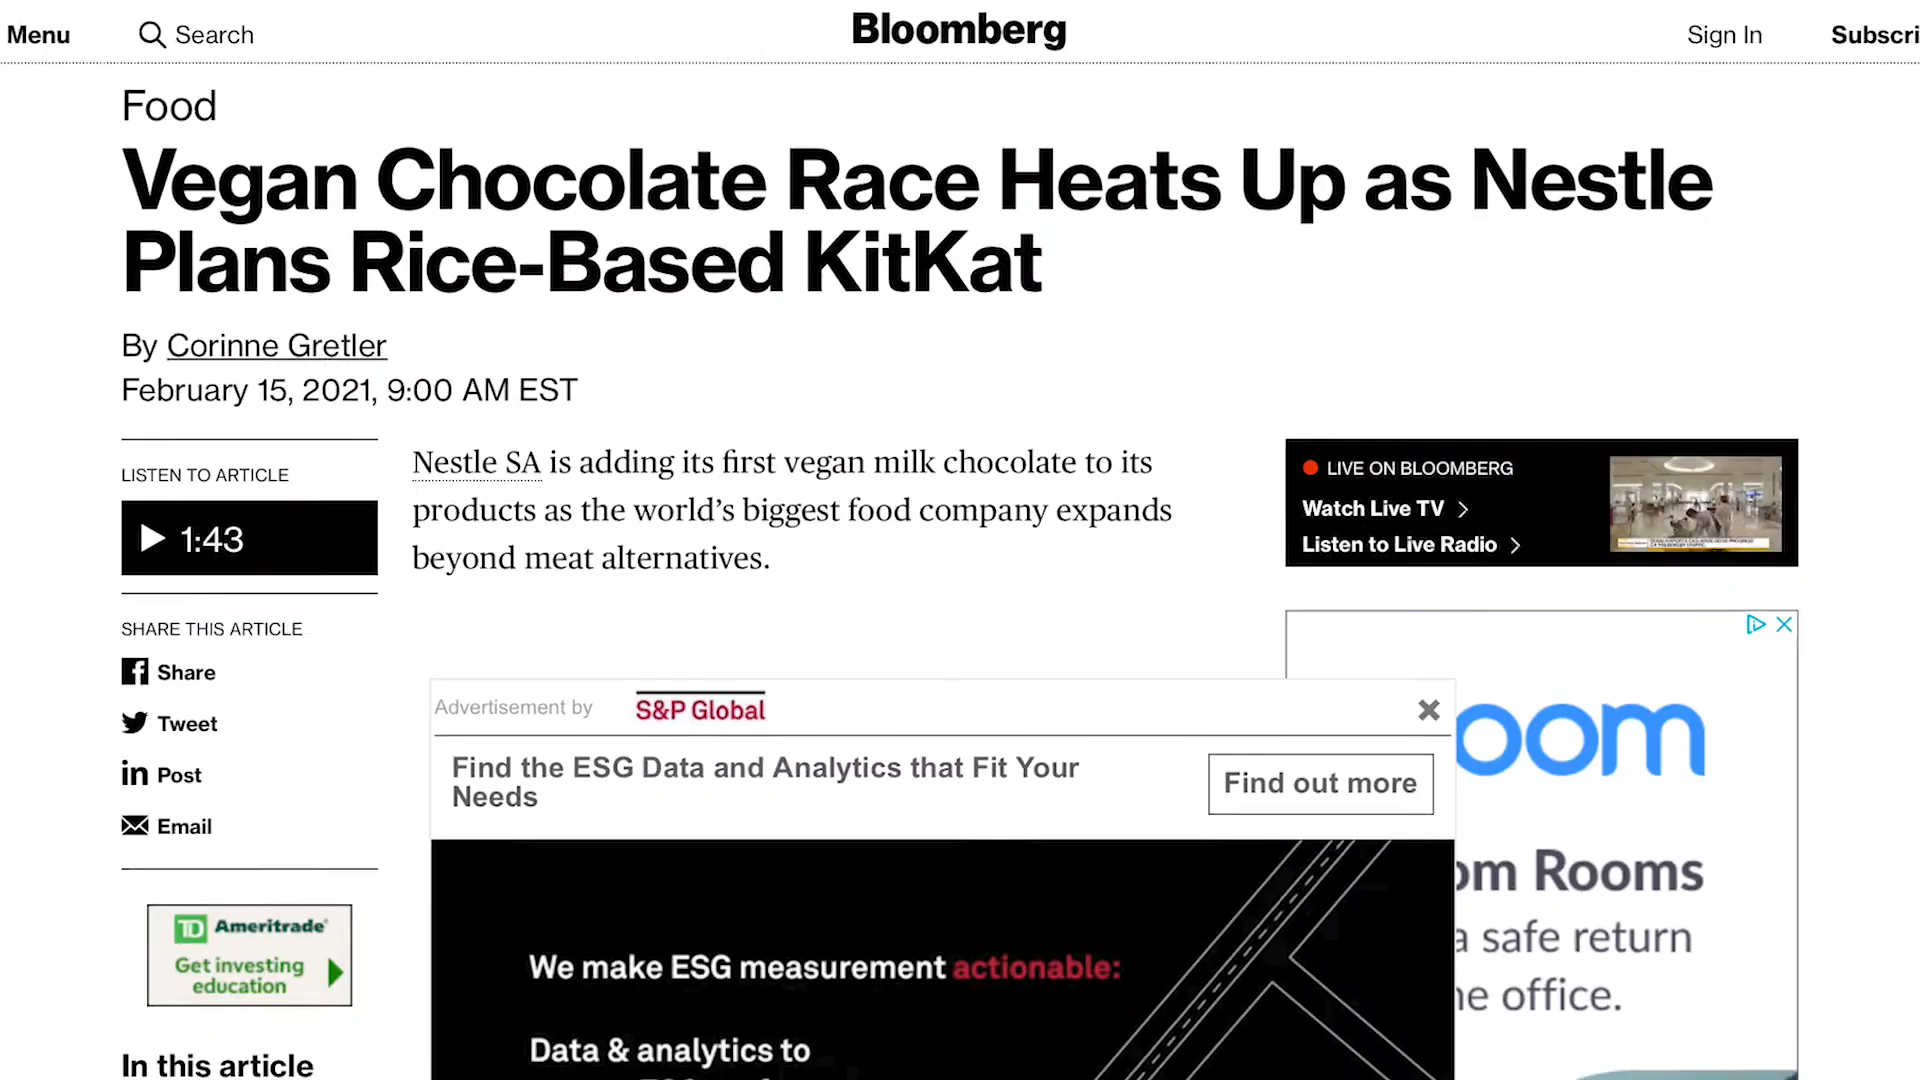 Menu
Search
Bloomberg
Sign In
Subscri
Food
Vegan Chocolate Race Heats Up as Nestle
Plans Rice-Based KitKat
By Corinne Gretler
February 15, 2021, 9:00 AM EST
LISTEN TO ARTICLE
1:43
SHARE THIS ARTICLE
Share
Tweet
Post
Email
TD Ameritrade
Get investing
education
In this article
Nestle SA is adding its first vegan milk chocolate to its
products as the world's biggest food company expands
beyond meat alternatives.
Advertisement by
S&P Global
Find the ESG Data and Analytics that Fit Your
Needs
Find out more
We make ESG measurement actionable:
Data & analytics to
LIVE ON BLOOMBERG
Watch Live TV
Listen to Live Radio
oom
om Rooms
a safe return
e office.